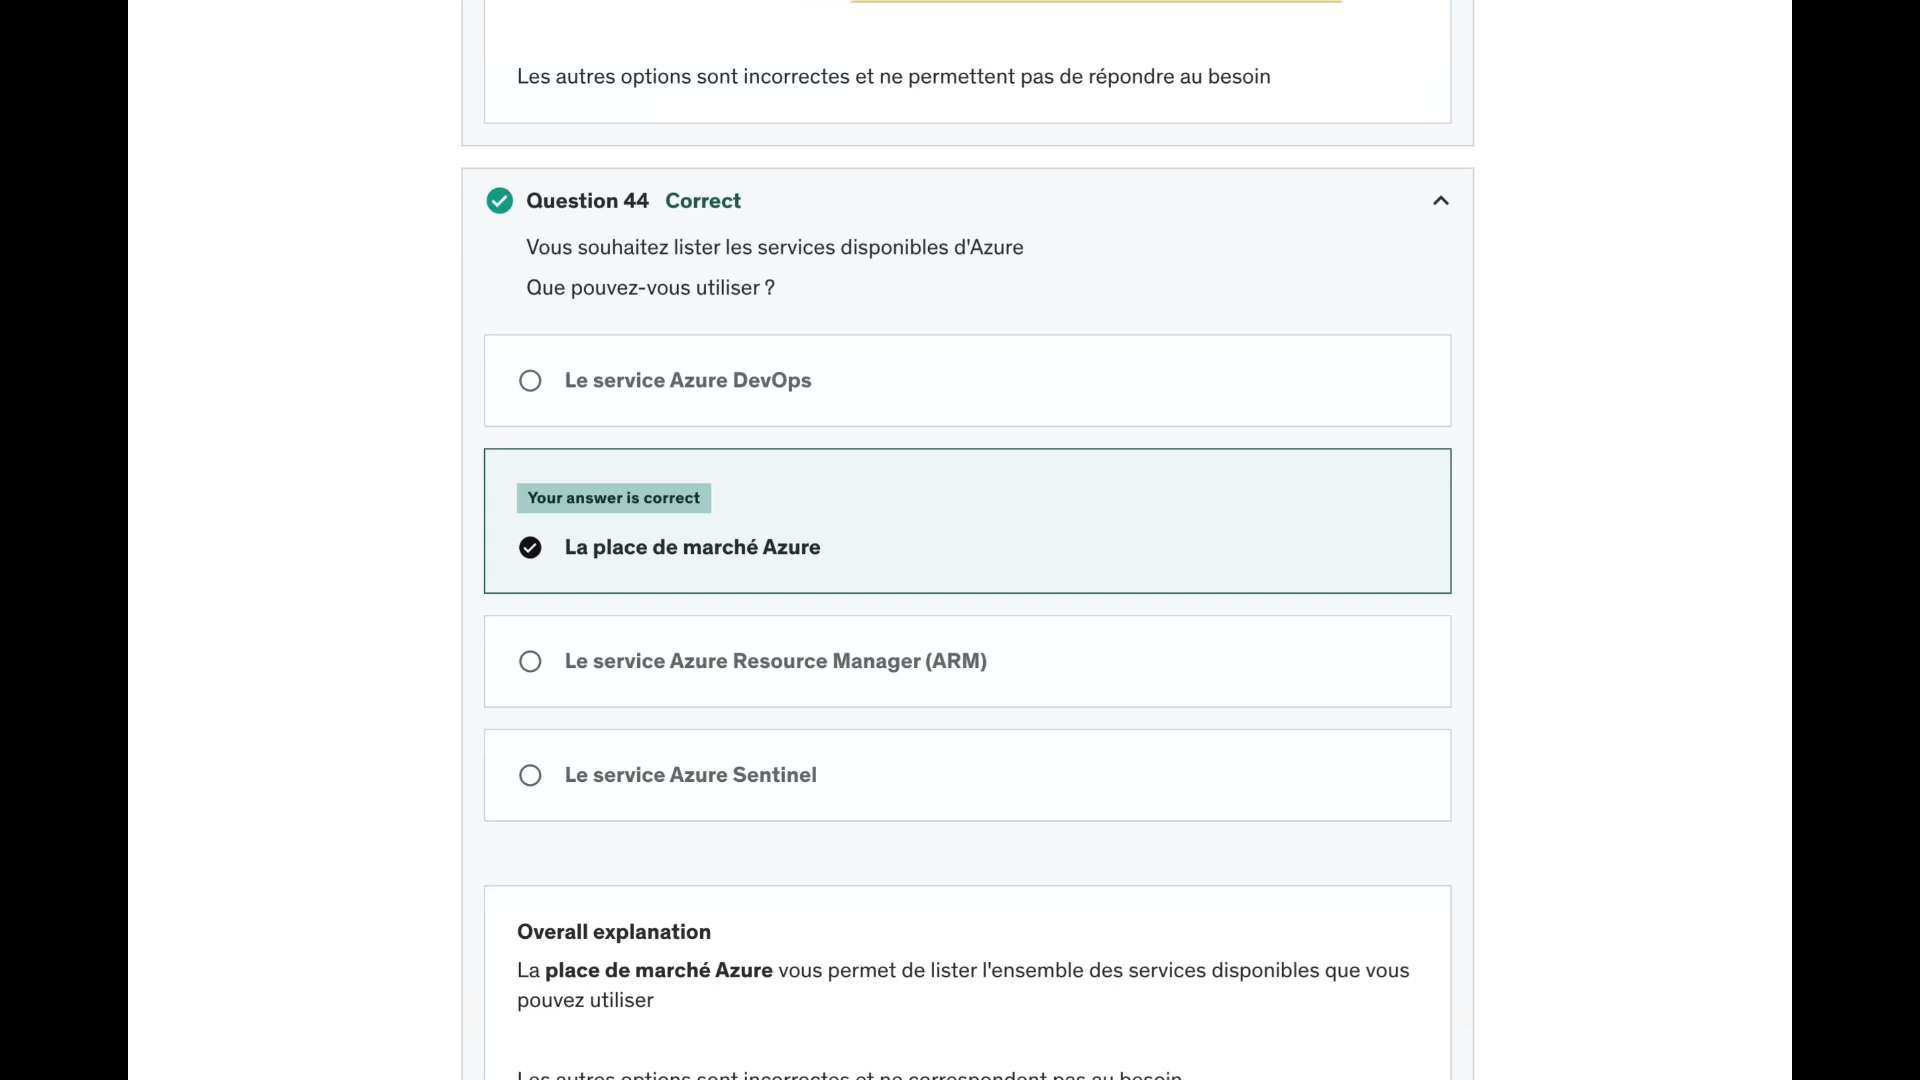 Les autres options sont incorrectes et ne permettent pas de répondre au besoin
Question 44 Correct
Vous souhaitez lister les services disponibles d'Azure
Que pouvez-vous utiliser ?
Le service Azure DevOps
Your answer is correct
La place de marché Azure
Le service Azure Resource Manager (ARM)
Le service Azure Sentinel
Overall explanation
La place de marché Azure vous permet de lister l'ensemble des services disponibles que vous
pouvez utiliser
Les autres options sont incorrectes et ne correspondent pas au besoin